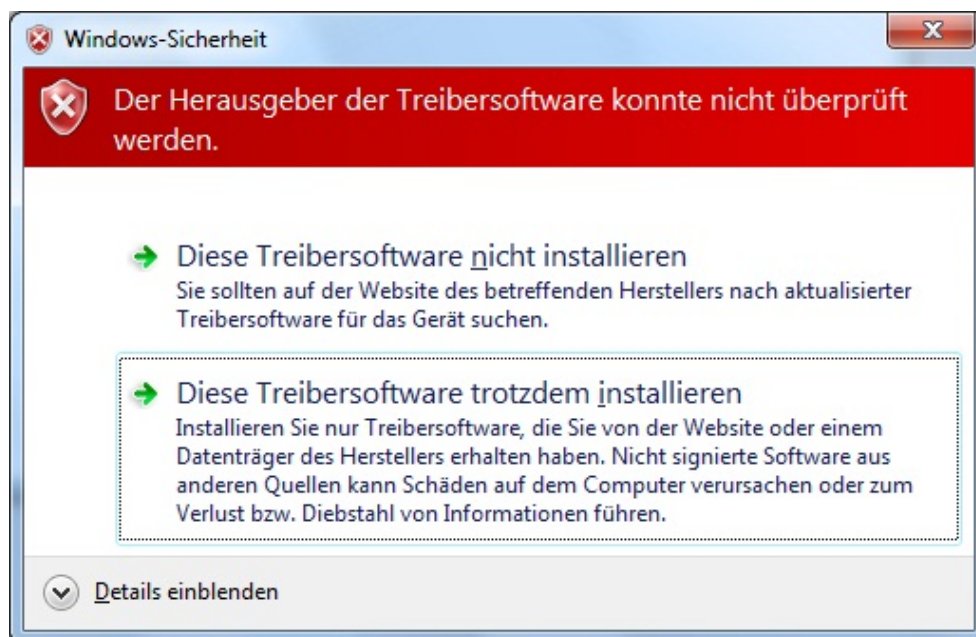 Windows-Sicherheit
Der Herausgeber der Treibersoftware konnte nicht überprüft
werden.
Diese Treibersoftware nicht installieren
Sie sollten auf der Website des betreffenden Herstellers nach aktualisierter
Treibersoftware für das Gerät suchen.
Diese Treibersoftware trotzdem installieren
Installieren Sie nur Treibersoftware, die Sie von der Website oder einem
Datenträger des Herstellers erhalten haben. Nicht signierte Software aus
anderen Quellen kann Schäden auf dem Computer verursachen oder zum
Verlust bzw. Diebstahl von Informationen führen.
Details einblenden